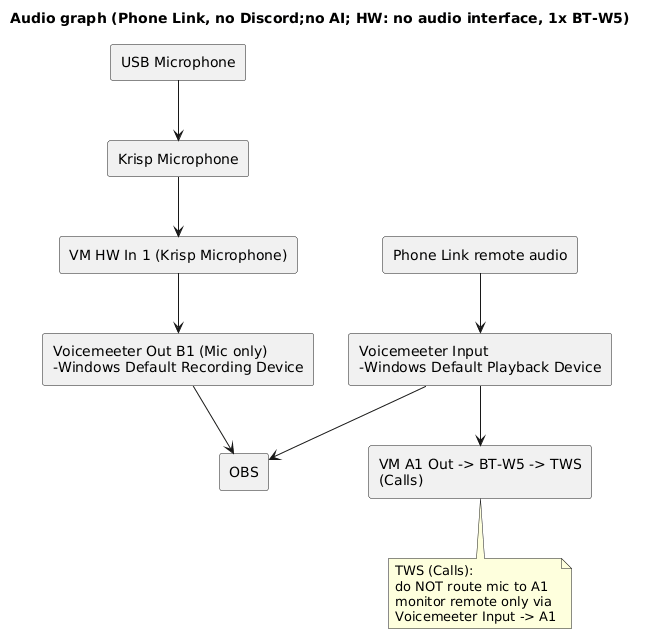 Audio graph (Phone Link, no Discord;no AI; HW: no audio interface, 1x BT-W5)
USB Microphone
Krisp Microphone
VM HW In 1 (Krisp Microphone)
Phone Link remote audio
Voicemeeter Out B1 (Mic only)
-Windows Default Recording Device
Voicemeeter Input
-Windows Default Playback Device
OBS
VM A1 Out -> BT-W5 -> TWS
(Calls)
TWS (Calls):
do NOT route mic to A1
monitor remote only via
Voicemeeter Input -> A1